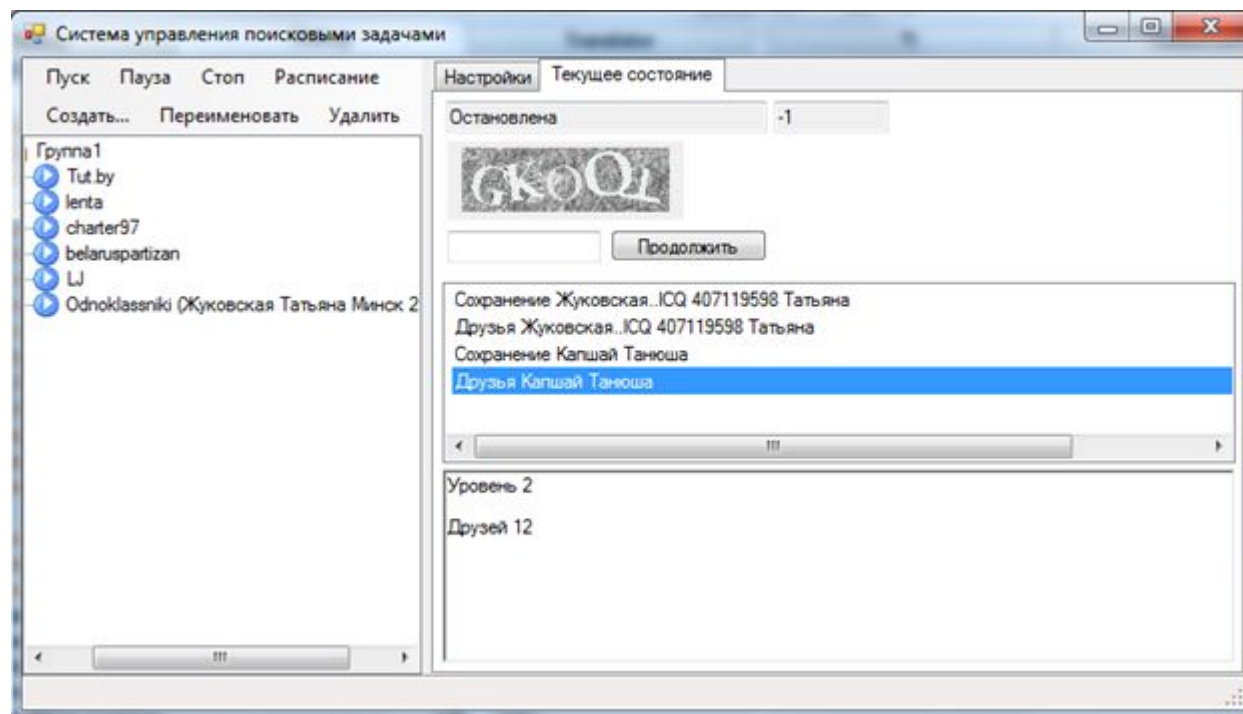 Система управления поисковыми задачами
Пуск Пауза Стоп Расписание
Создать... Переименовать Удалить
Группа1
Tut.by
lenta
charter97
belaruspartizan
LJ
Odnoklassniki (Жуковская Татьяна Минск 2
Настройки Текущее состояние
Остановлена -1
Продолжить
Сохранение Жуковская..ICQ 407119598 Татьяна
Друзья Жуковская..ICQ 407119598 Татьяна
Сохранение Капшай Танюша
Друзья Капшай Танюша
Уровень 2
Друзей 12